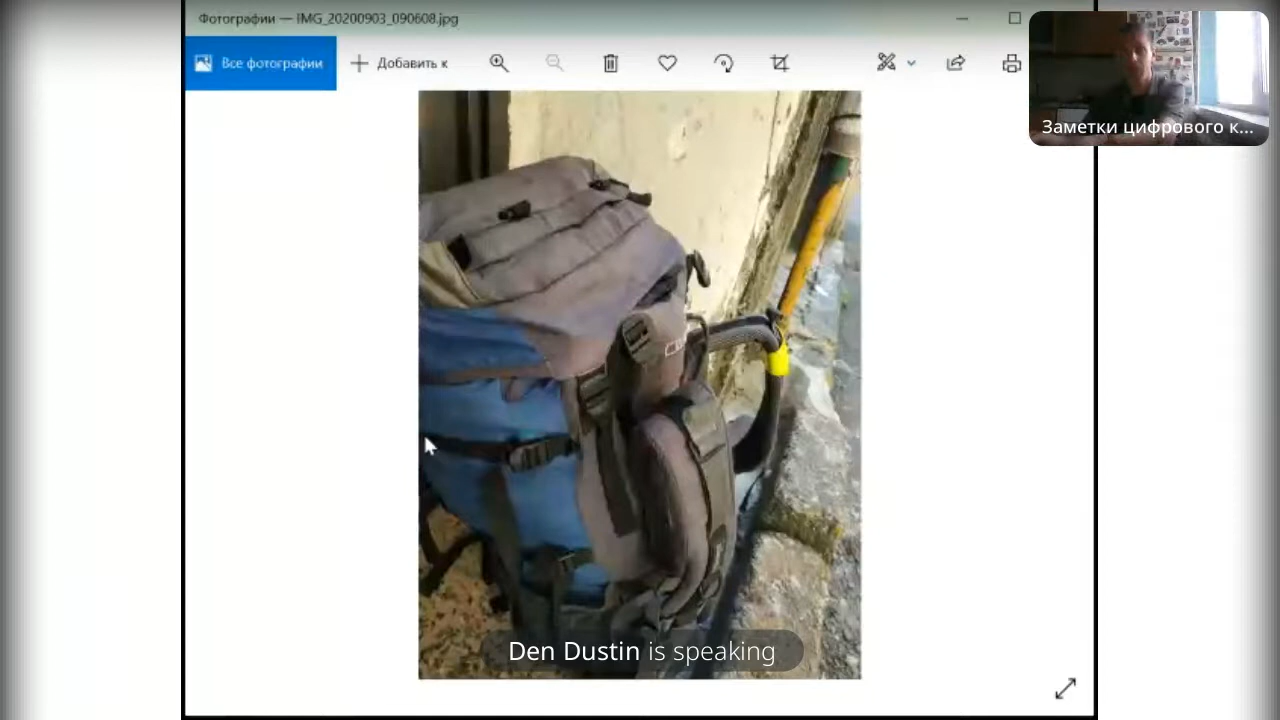 Фотографии — IMG_20200903_090608.jpg
Все фотографии
Добавить к
Заметки цифрового к...
Den Dustin is speaking